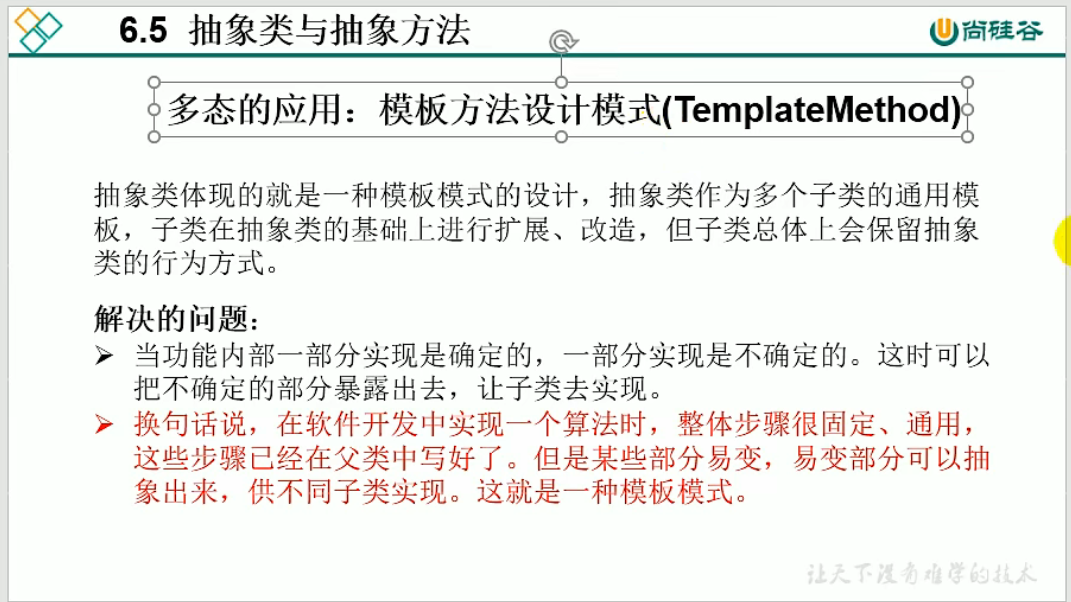 6.5 抽象类与抽象方法
尚硅谷
多态的应用：模板方法设计模式(TemplateMethod)
抽象类体现的就是一种模板模式的设计，抽象类作为多个子类的通用模
板，子类在抽象类的基础上进行扩展、改造，但子类总体上会保留抽象
类的行为方式。
解决的问题：
➢ 当功能内部一部分实现是确定的，一部分实现是不确定的。这时可以
把不确定的部分暴露出去，让子类去实现。
➢ 换句话说，在软件开发中实现一个算法时，整体步骤很固定、通用，
这些步骤已经在父类中写好了。但是某些部分易变，易变部分可以抽
象出来，供不同子类实现。这就是一种模板模式。
让天下没有难学的技术